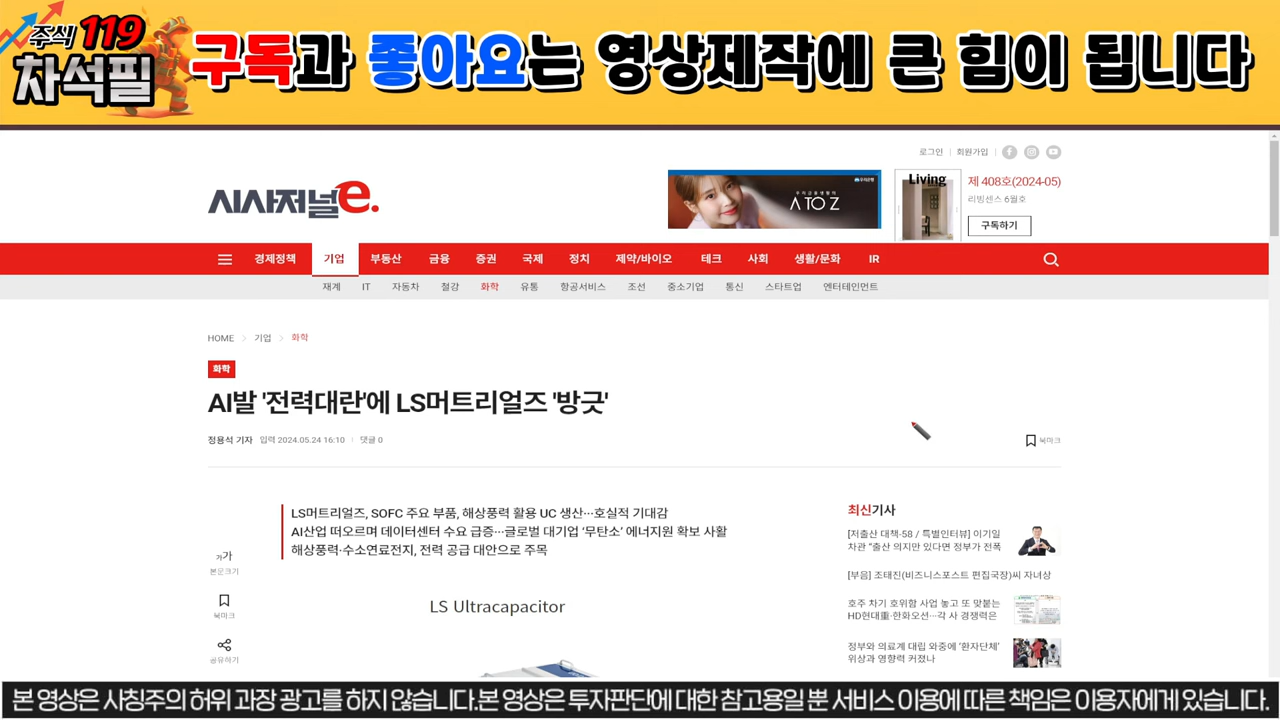 주식 119
차석필
구독과 좋아요는 영상제작에 큰 힘이 됩니다
로그인 회원가입
시사저널e.
A TO Z
Living
제 408호(2024-05)
리빙센스 6월호
구독하기
경제정책 기업 부동산 금융 증권 국제 정치 제약/바이오 테크 사회 생활/문화 IR
재계 IT 자동차 철강 화학 유통 항공서비스 조선 중소기업 통신 스타트업 엔터테인먼트
HOME 기업 화학
화학
AI발 '전력대란'에 LS머트리얼즈 '방긋'
정용석 기자 입력 2024.05.24 16:10 댓글 0
북마크
LS머트리얼즈, SOFC 주요 부품, 해상풍력 활용 UC 생산…호실적 기대감
AI산업 떠오르며 데이터센터 수요 급증…글로벌 대기업 ‘무탄소’ 에너지원 확보 사활
해상풍력·수소연료전지, 전력 공급 대안으로 주목
가가
본문크기
북마크
공유하기
LS Ultracapacitor
최신기사
[저출산 대책·58 / 특별인터뷰] 이기일
차관 “출산 의지만 있다면 정부가 전폭
[부음] 조태진(비즈니스포스트 편집국장)씨 자녀상
호주 차기 호위함 사업 놓고 또 맞붙는
HD현대重·한화오션…각 사 경쟁력은
정부와 의료계 대립 와중에 ‘환자단체’
위상과 영향력 커졌나
본 영상은 사칭주의 허위 과장 광고를 하지 않습니다.본 영상은 투자판단에 대한 참고용일 뿐 서비스 이용에 따른 책임은 이용자에게 있습니다.